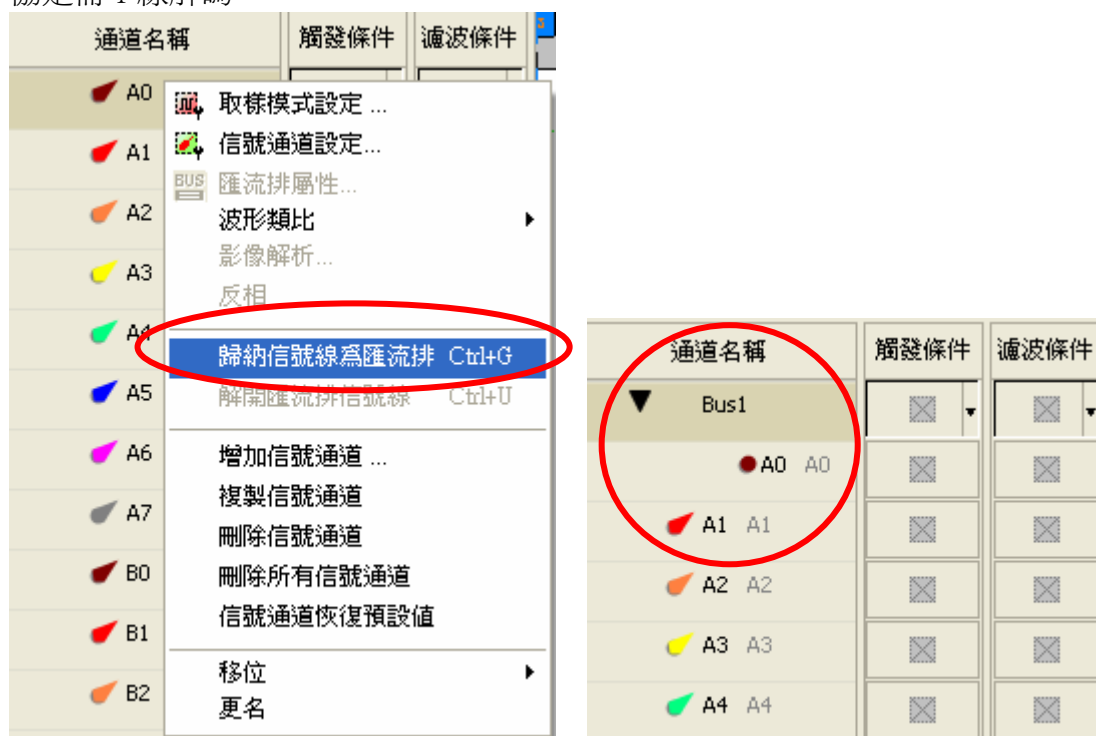 通道名稱 觸發條件 濾波條件
A0
A1
A2
A3
A4
A5
A6
A7
B0
B1
B2
取樣模式設定 ...
信號通道設定...
BUS 匯流排屬性...
波形類比
影像解析...
反相
歸納信號線為匯流排 Ctrl+G
解開匯流排信號線 Ctrl+U
增加信號通道 ...
複製信號通道
刪除信號通道
刪除所有信號通道
信號通道恢復預設值
移位
更名
通道名稱 觸發條件 濾波條件
Bus1
A0 A0
A1 A1
A2 A2
A3 A3
A4 A4